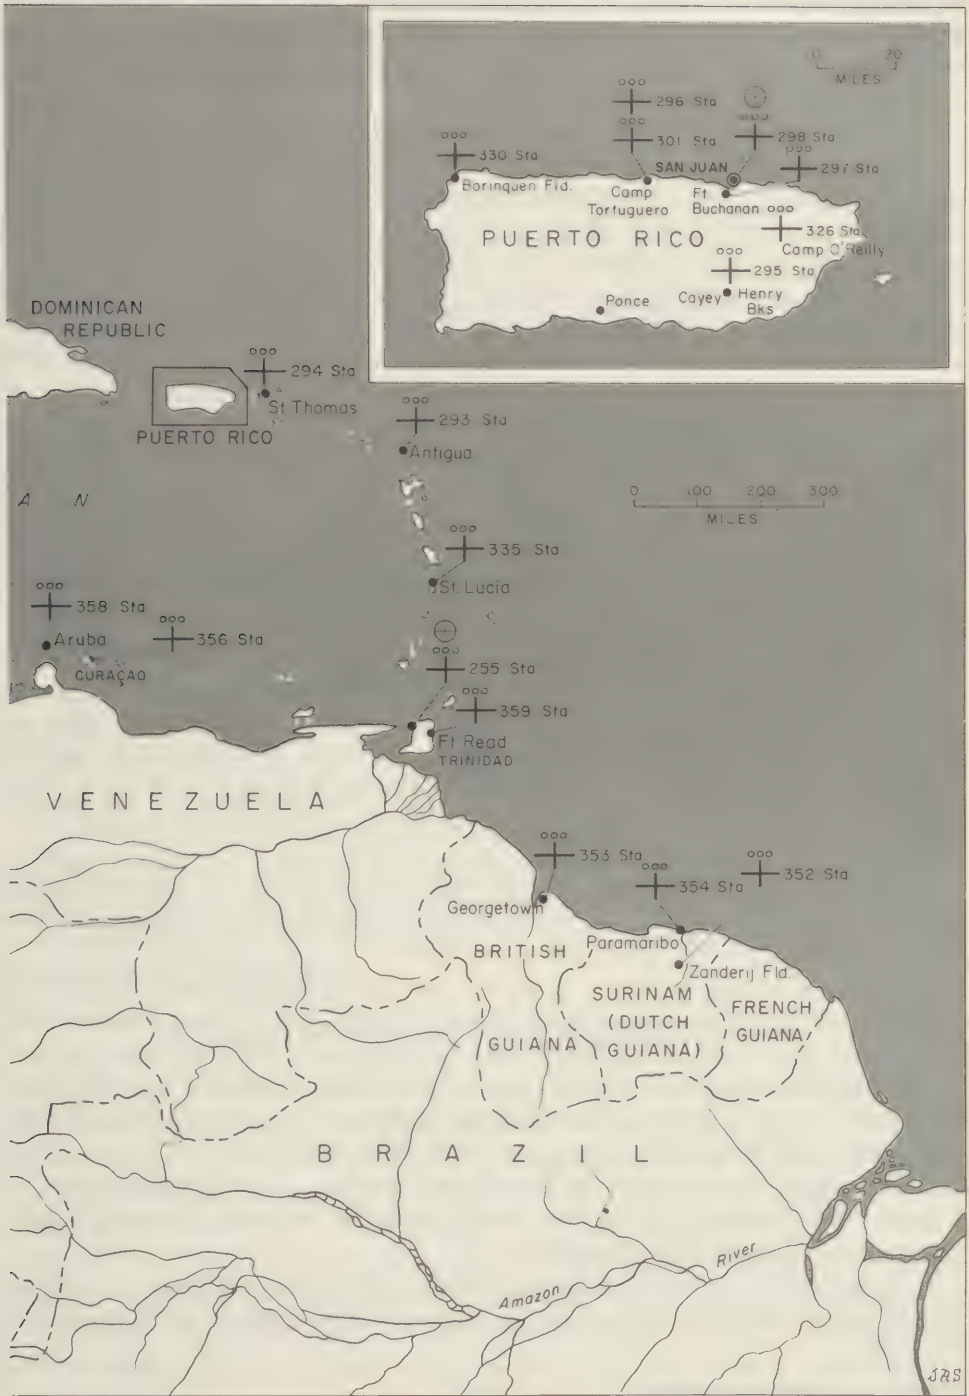 20
MILES
296 Sta
301 Sta
298 Sta
330 Sta
SAN JUAN
297 Sta
Borinquen Fld.
Camp
Tortuguero
Ft
Buchanan
326 Sta
Camp O'Reilly
PUERTO RICO
295 Sta
Cayey
Henry
Bks
Ponce
DOMINICAN
REPUBLIC
294 Sta
St Thomas
PUERTO RICO
293 Sta
Antigua
A N
0 100 200 300
MILES
335 Sta
St. Lucia
358 Sta
Aruba
356 Sta
CURAÇAO
255 Sta
359 Sta
Ft Read
TRINIDAD
VENEZUELA
353 Sta
354 Sta
352 Sta
Georgetown
Paramaribo
BRITISH
GUIANA
Zanderij Fld.
SURINAM
(DUTCH
GUIANA)
FRENCH
GUIANA
BRAZIL
Amazon River
JAS